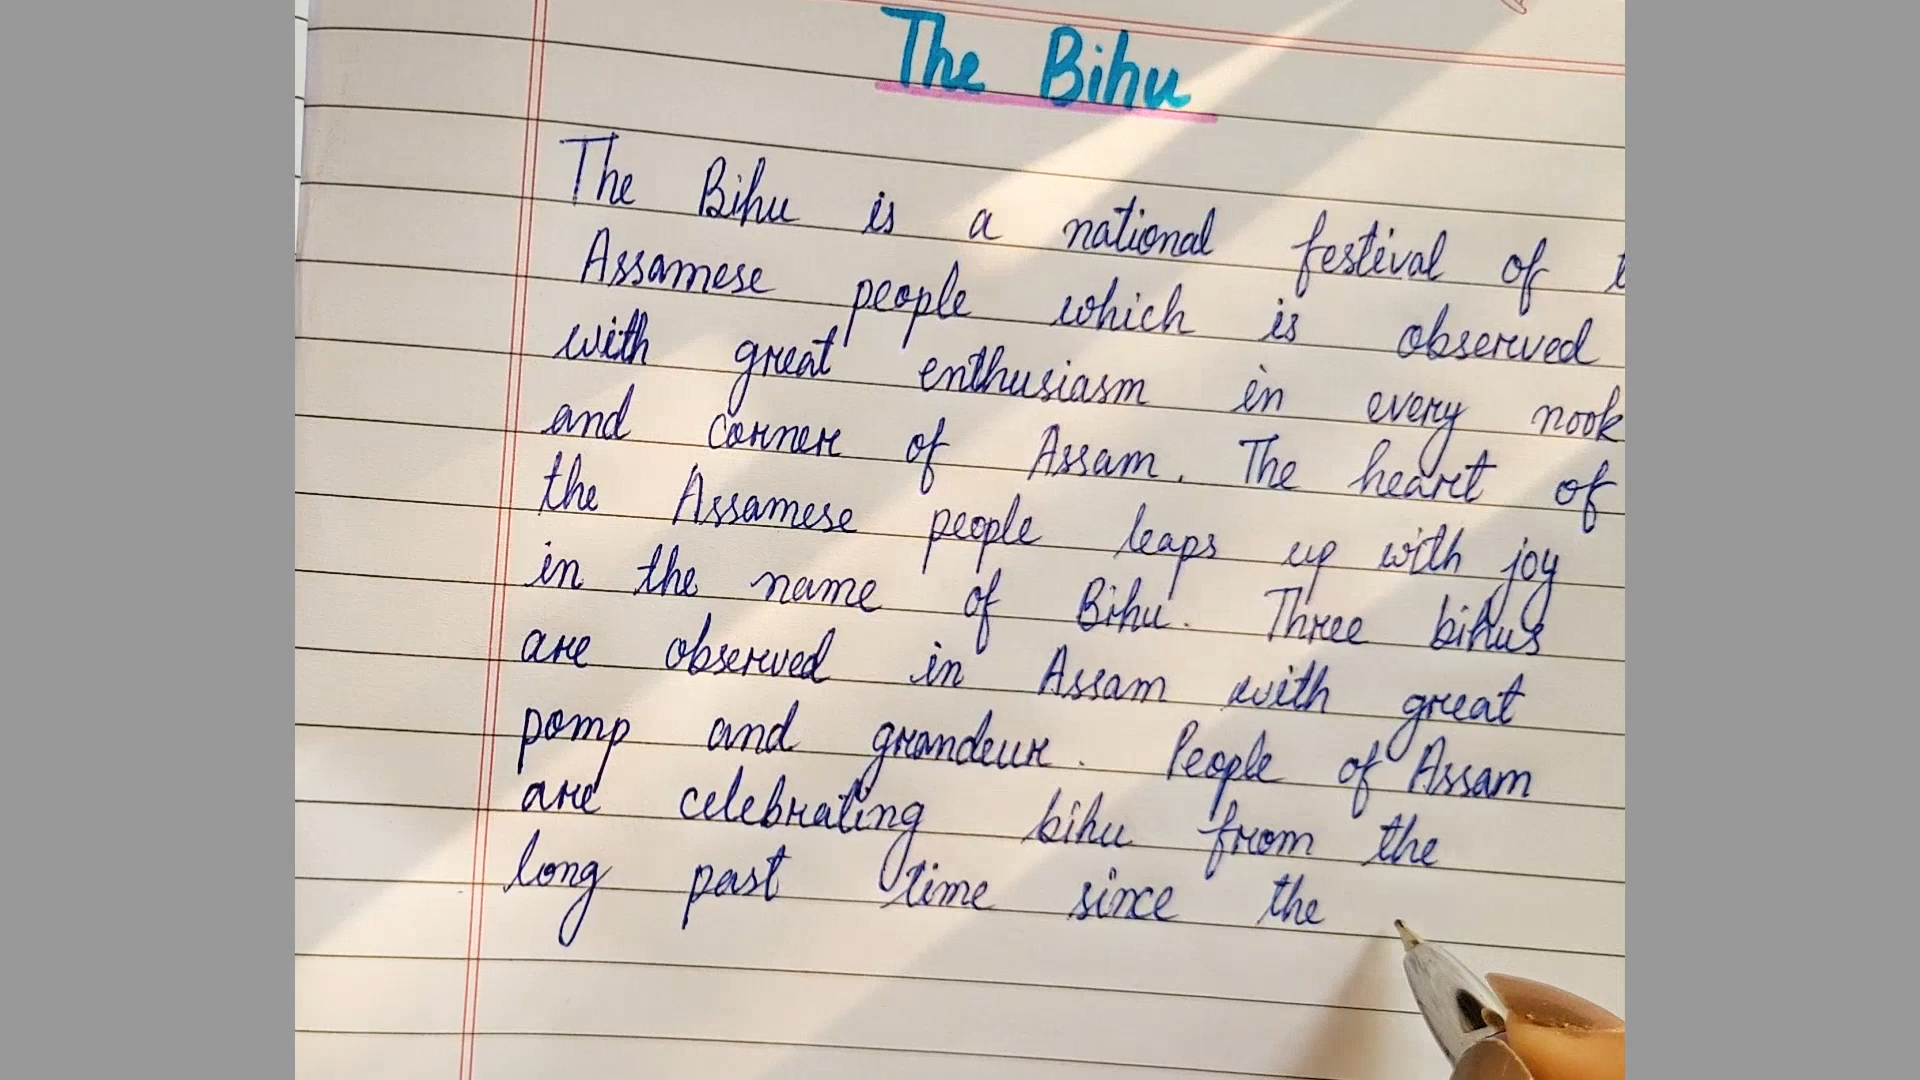 The Bihu
The Bihu is a national festival of
Assamese people which is observed
with great enthusiasm in every nook
and corner of Assam. The heart of
the Assamese people leaps up with joy
in the name of Bihu. Three bihus
are observed in Assam with great
pomp and grandeur. People of Assam
are celebrating bihu from the
long past time since the